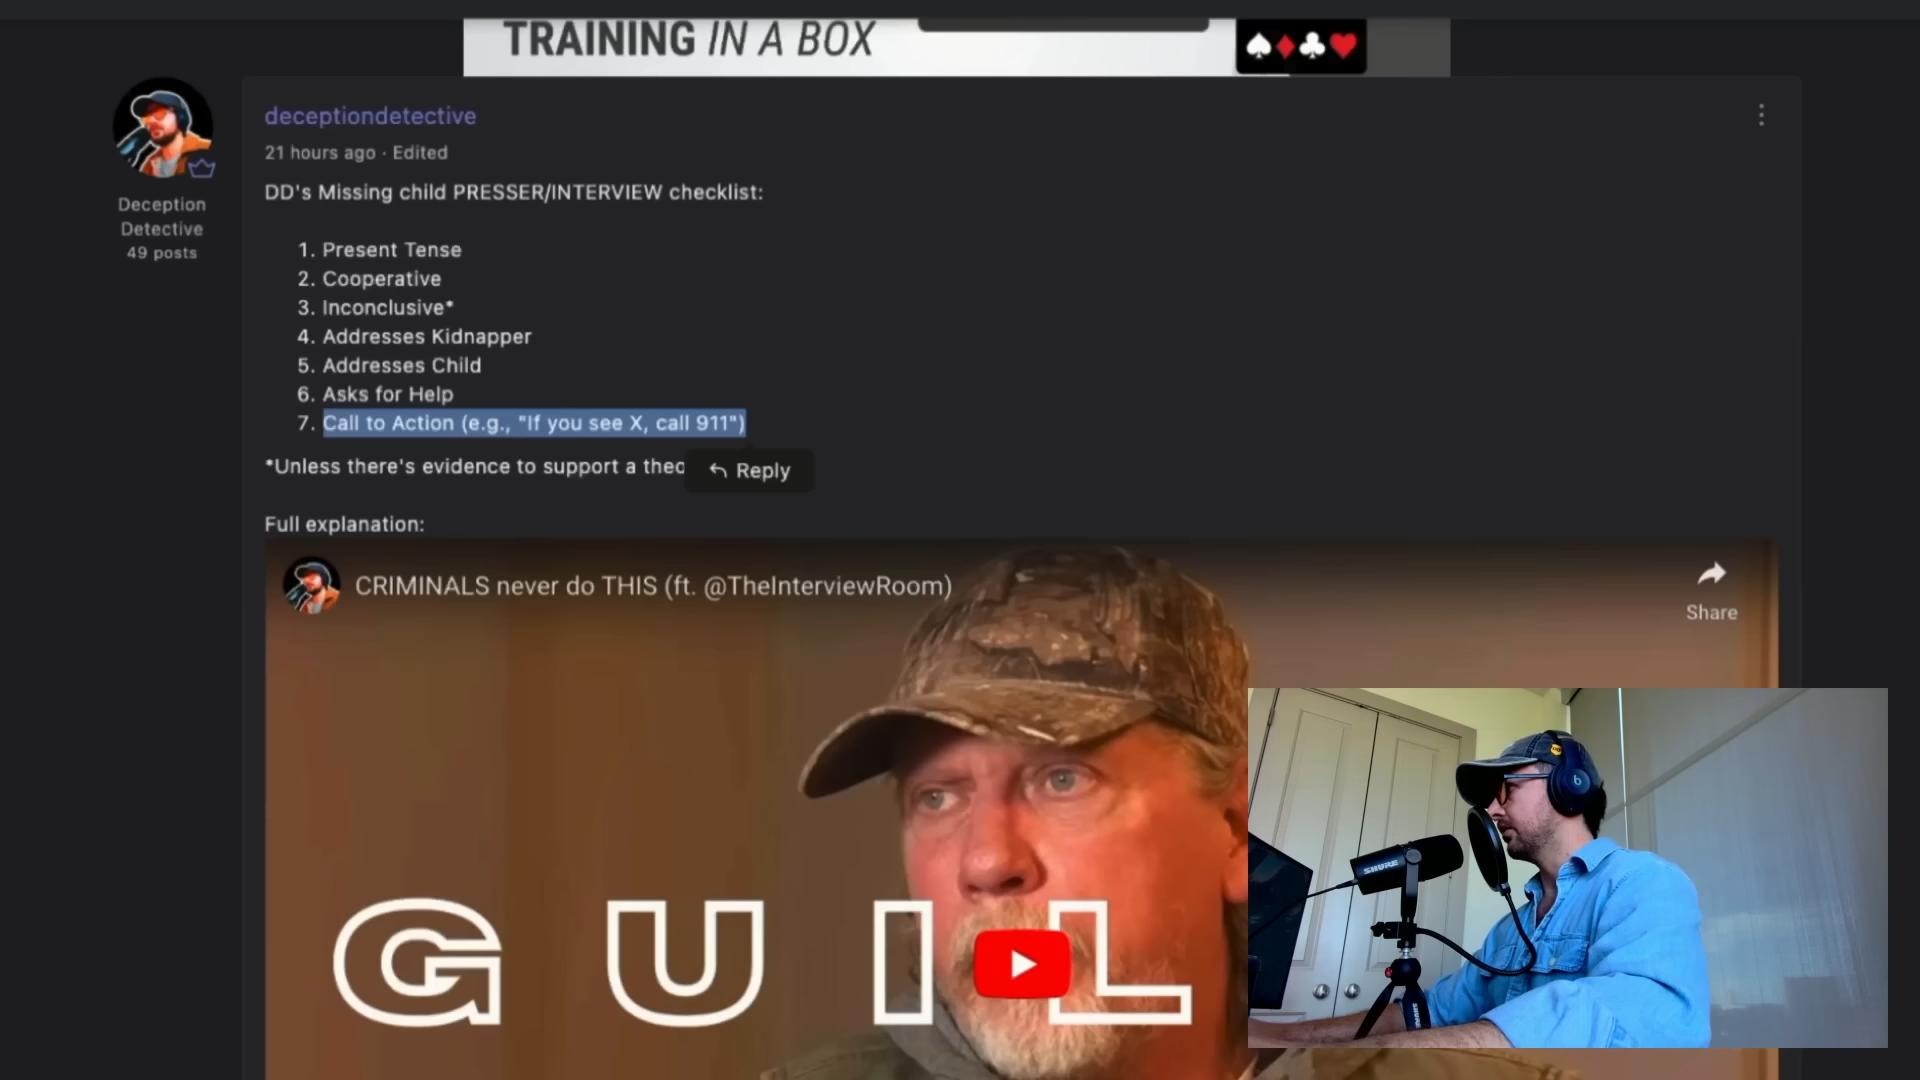 TRAINING IN A BOX
deceptiondetective
21 hours ago · Edited
Deception
Detective
49 posts
DD's Missing child PRESSER/INTERVIEW checklist:
1. Present Tense
2. Cooperative
3. Inconclusive*
4. Addresses Kidnapper
5. Addresses Child
6. Asks for Help
7. Call to Action (e.g., "If you see X, call 911")
*Unless there's evidence to support a theo
Reply
Full explanation:
CRIMINALS never do THIS (ft. @TheInterviewRoom)
Share
G U I L
SHURE
SHURE